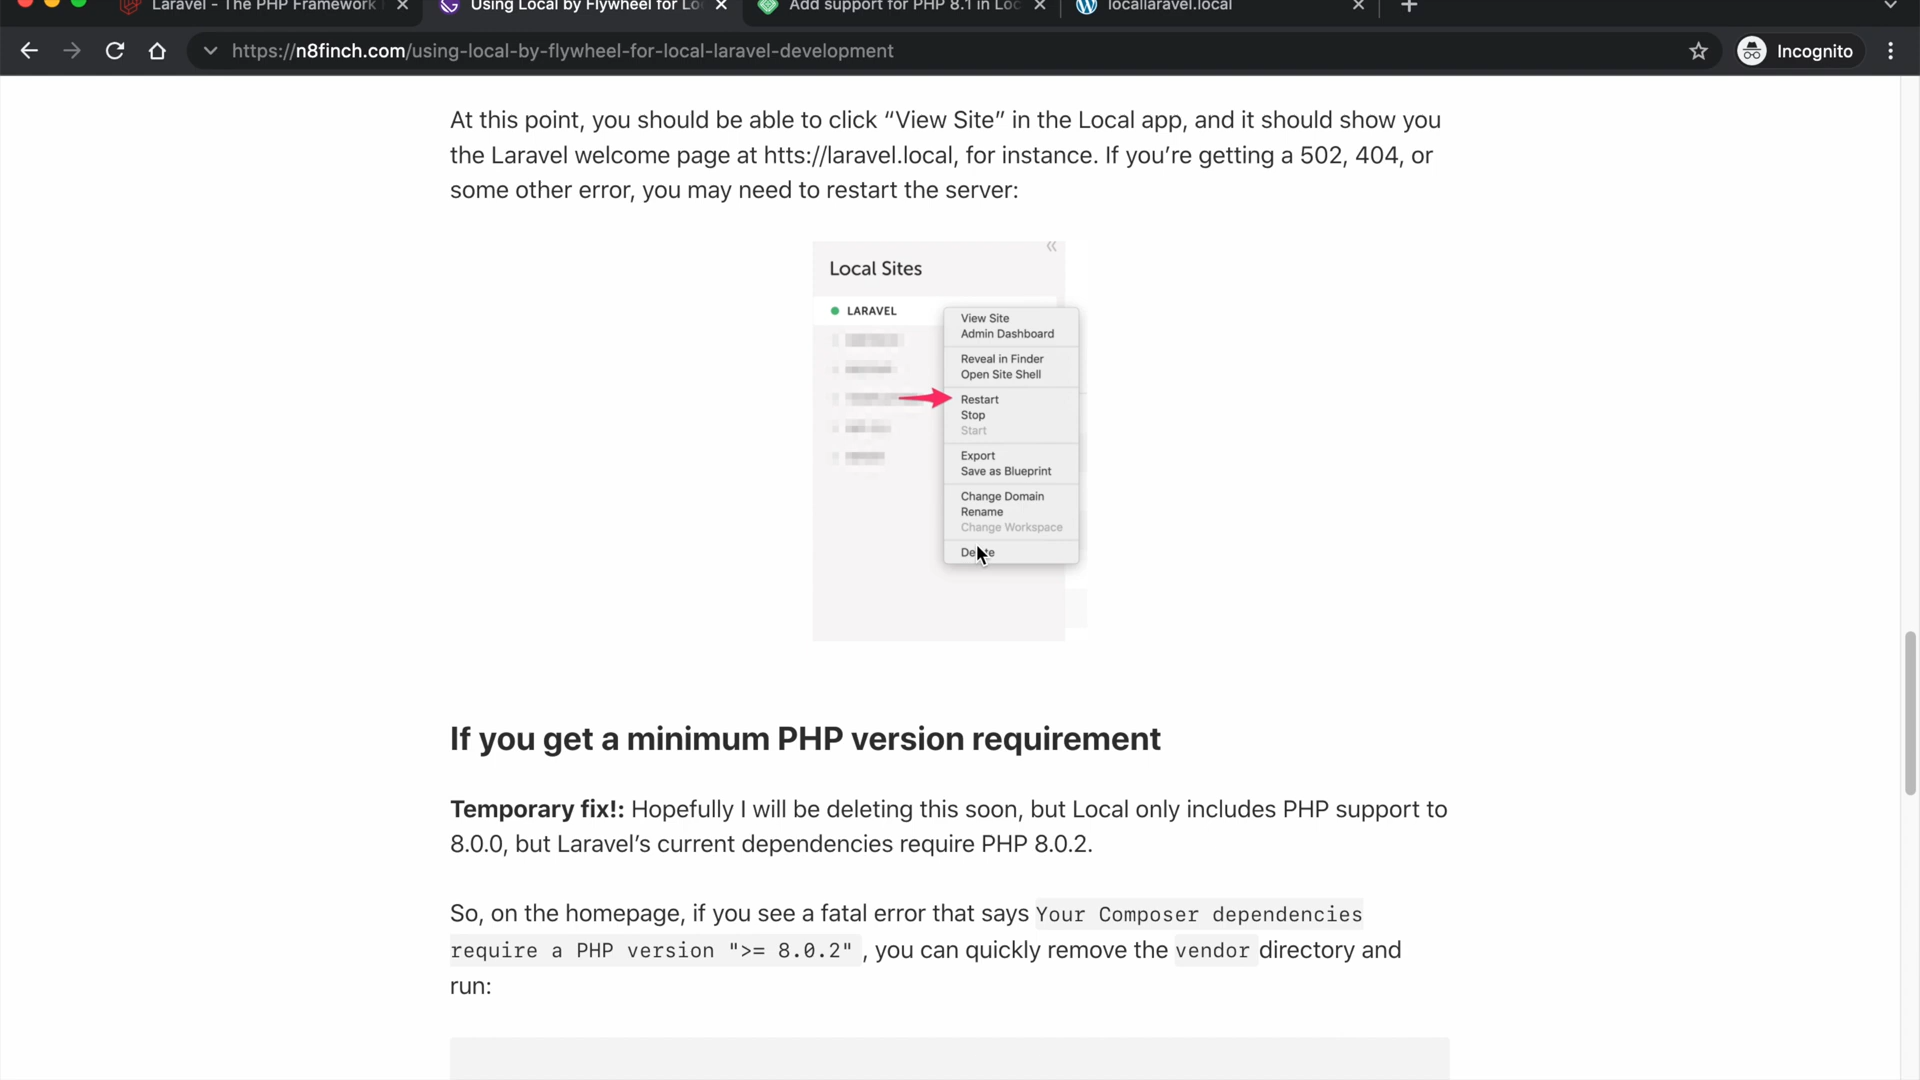 Laravel - The PHP Framework
Using Local by Flywheel for Lo
Add support for PHP 8.1 in Loc
locallaravel.local
https://n8finch.com/using-local-by-flywheel-for-local-laravel-development
Incognito
At this point, you should be able to click “View Site” in the Local app, and it should show you
the Laravel welcome page at htts://laravel.local, for instance. If you’re getting a 502, 404, or
some other error, you may need to restart the server:
Local Sites
LARAVEL
View Site
Admin Dashboard
Reveal in Finder
Open Site Shell
Restart
Stop
Start
Export
Save as Blueprint
Change Domain
Rename
Change Workspace
If you get a minimum PHP version requirement
Temporary fix!: Hopefully I will be deleting this soon, but Local only includes PHP support to
8.0.0, but Laravel’s current dependencies require PHP 8.0.2.
So, on the homepage, if you see a fatal error that says Your Composer dependencies
require a PHP version ">= 8.0.2" , you can quickly remove the vendor directory and
run: